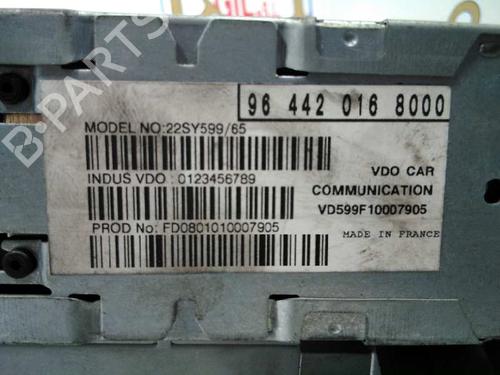 96 442 016 8000
MODEL NO:22SY599/65
INDUS VDO : 0123456789
PROD No: FD0801010007905
VDO CAR
COMMUNICATION
VD599F10007905
MADE IN FRANCE
B-PARTS